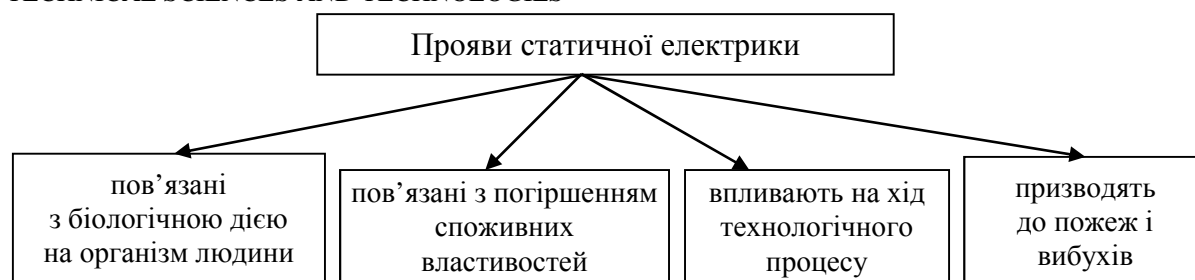 TECHNICAL SCIENCES AND TECHNOLOGIES
Прояви статичної електрики
пов’язані
з біологічною дією
на організм людини
пов’язані з погіршенням
споживних
властивостей
впливають на хід
технологічного
процесу
призводять
до пожеж і
вибухів